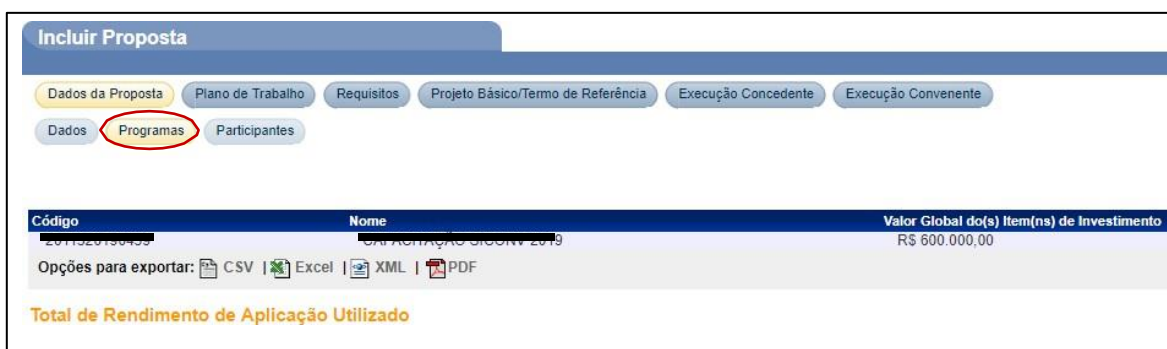 Incluir Proposta
Dados da Proposta Plano de Trabalho Requisitos Projeto Básico/Termo de Referência Execução Concedente Execução Convenente
Dados Programas Participantes
Código Nome Valor Global do(s) Item(ns) de Investimento
2019 R$ 600.000,00
Opções para exportar: CSV | Excel | XML | PDF
Total de Rendimento de Aplicação Utilizado